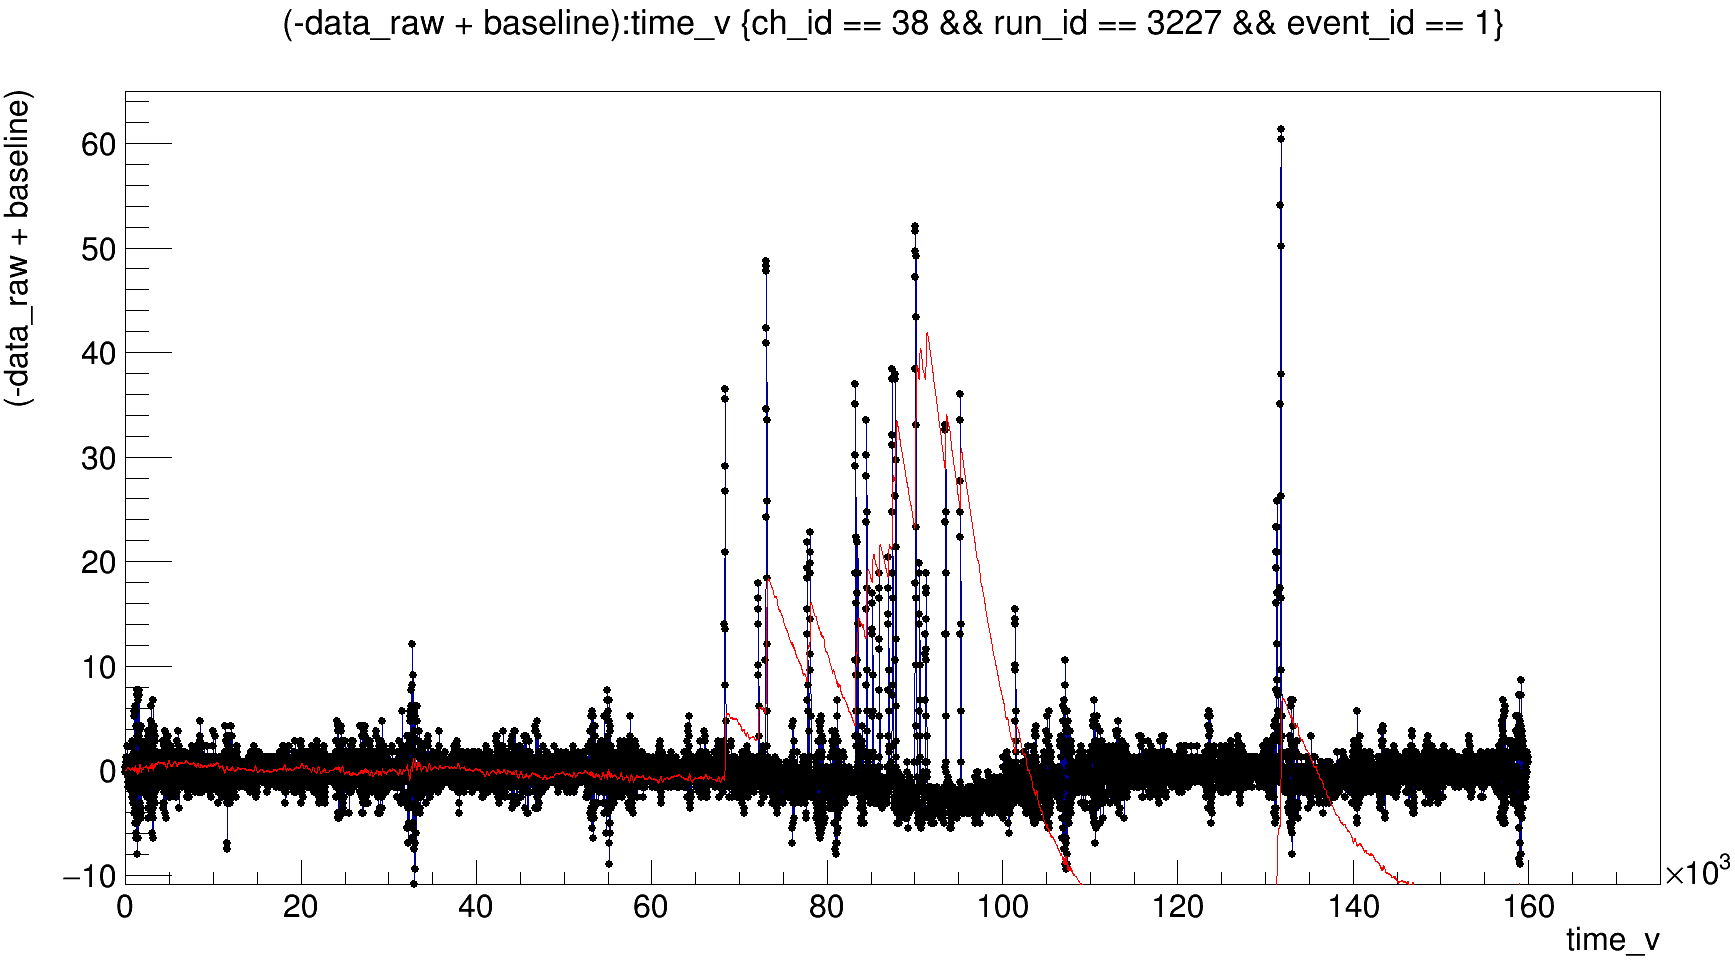 (-data_raw + baseline):time_v {ch_id == 38 && run_id == 3227 && event_id == 1}
(-data_raw + baseline)
60
50
40
30
20
10
0
−10
0 20 40 60 80 100 120 140 160
×10³
time_v